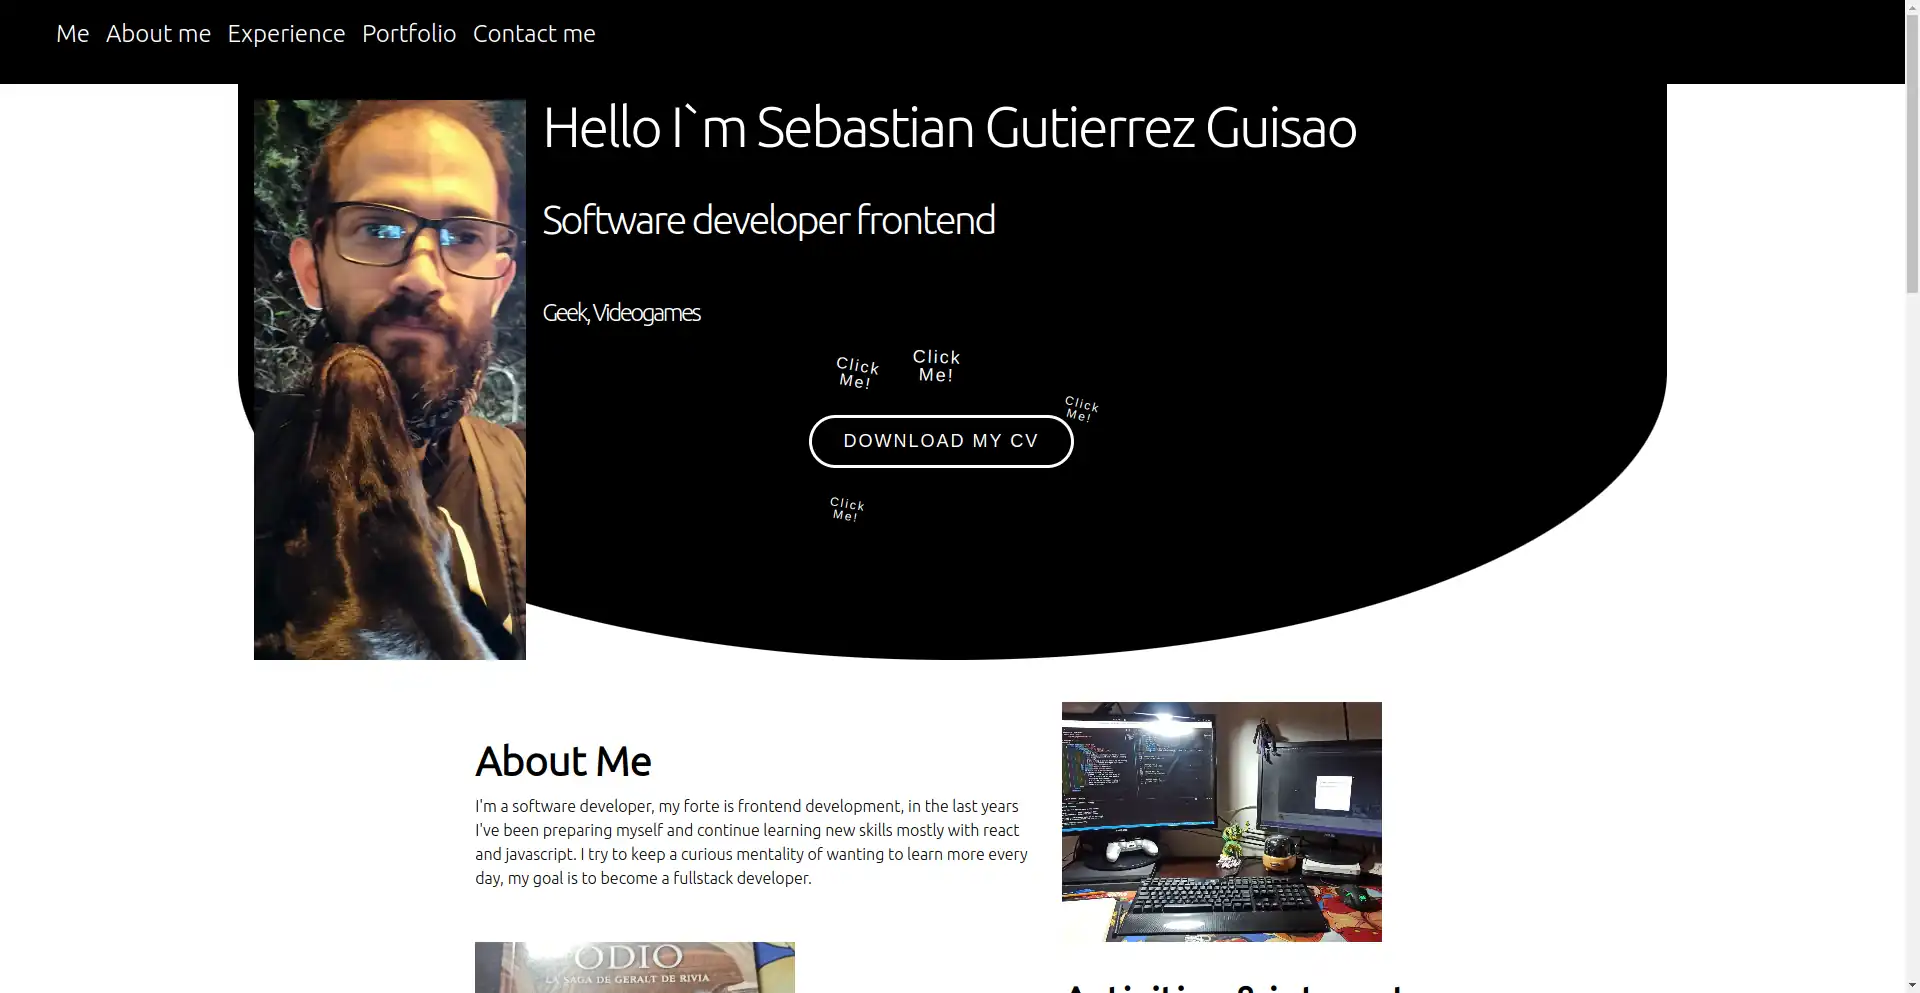 Me About me Experience Portfolio Contact me
Hello I`m Sebastian Gutierrez Guisao
Software developer frontend
Geek, Videogames
Click
Me!
Click
Me!
Click
Me!
DOWNLOAD MY CV
Click
Me!
About Me
I'm a software developer, my forte is frontend development, in the last years
I've been preparing myself and continue learning new skills mostly with react
and javascript. I try to keep a curious mentality of wanting to learn more every
day, my goal is to become a fullstack developer.
ODIO
LA SAGA DE GERALT DE RIVIA